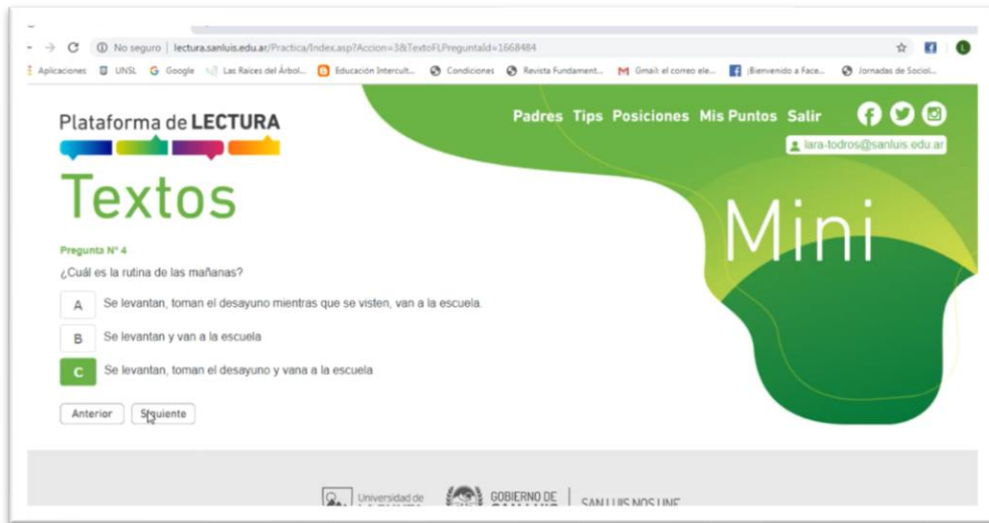 No seguro | lectura.sanluis.edu.ar/Practica/Index.asp?Accion=3&TextoFLPreguntaId=1668484
L
Aplicaciones UNSL Google Las Raíces del Árbol... Educación Intercult... Condiciones Revista Fundament... Gmail: el correo ele... ¡Bienvenido a Face... Jornadas de Sociol...
Plataforma de LECTURA
Padres Tips Posiciones Mis Puntos Salir
lara-todros@sanluis.edu.ar
Textos
Mini
Pregunta Nº 4
¿Cuál es la rutina de las mañanas?
A Se levantan, toman el desayuno mientras que se visten, van a la escuela.
B Se levantan y van a la escuela
C Se levantan, toman el desayuno y vana a la escuela
Anterior Siguiente
Universidad de
GOBIERNO DE
SAN LUIS NOS UNE